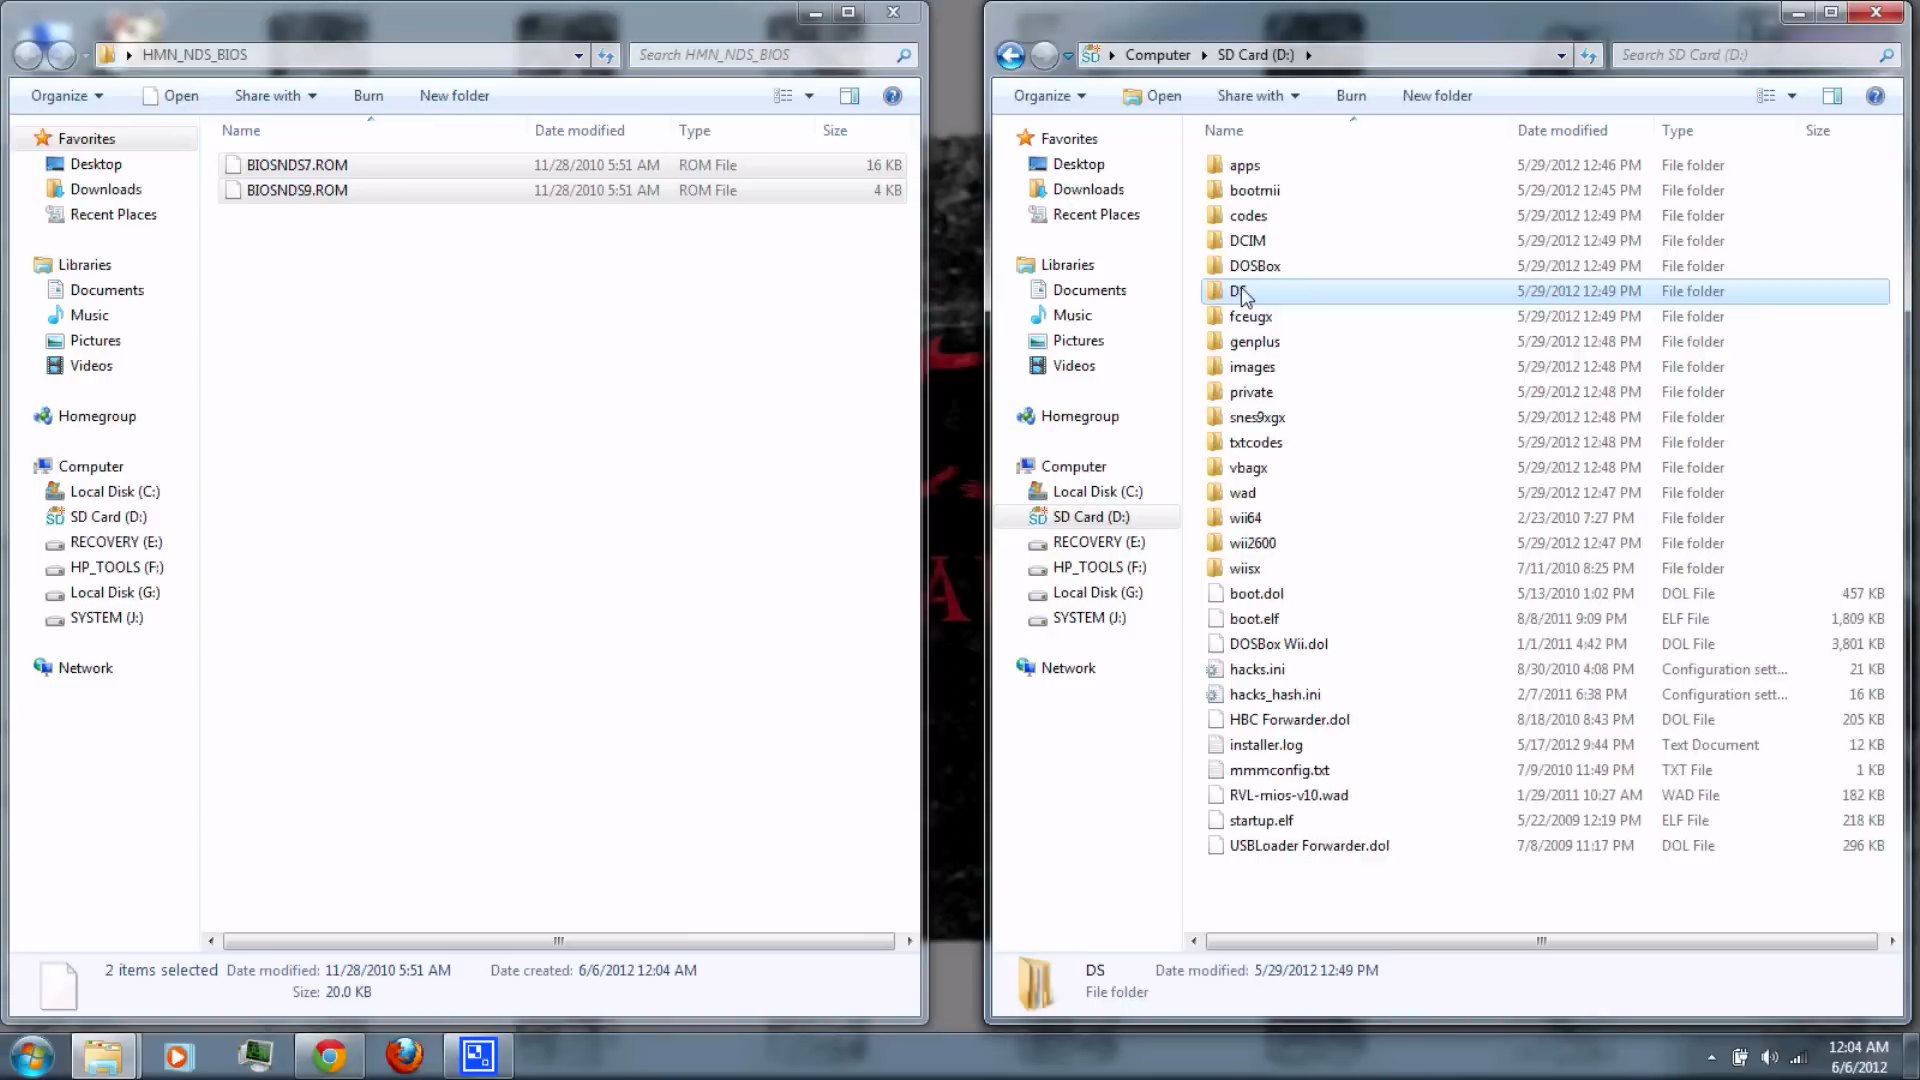 HMN_NDS_BIOS
Search HMN_NDS_BIOS
Organize
Open
Share with
Burn
New folder
Name
Date modified
Type
Size
Favorites
Desktop
Downloads
Recent Places
Libraries
Documents
Music
Pictures
Videos
Homegroup
Computer
Local Disk (C:)
SD Card (D:)
RECOVERY (E:)
HP_TOOLS (F:)
Local Disk (G:)
SYSTEM (J:)
Network
BIOSNDS7.ROM 11/28/2010 5:51 AM ROM File 16 KB
BIOSNDS9.ROM 11/28/2010 5:51 AM ROM File 4 KB
2 items selected Date modified: 11/28/2010 5:51 AM Date created: 6/6/2012 12:04 AM
Size: 20.0 KB
Computer SD Card (D:)
Search SD Card (D:)
Organize
Open
Share with
Burn
New folder
Name
Date modified
Type
Size
Favorites
Desktop
Downloads
Recent Places
Libraries
Documents
Music
Pictures
Videos
Homegroup
Computer
Local Disk (C:)
SD Card (D:)
RECOVERY (E:)
HP_TOOLS (F:)
Local Disk (G:)
SYSTEM (J:)
Network
apps 5/29/2012 12:46 PM File folder
bootmii 5/29/2012 12:45 PM File folder
codes 5/29/2012 12:49 PM File folder
DCIM 5/29/2012 12:49 PM File folder
DOSBox 5/29/2012 12:49 PM File folder
DS 5/29/2012 12:49 PM File folder
fceugx 5/29/2012 12:49 PM File folder
genplus 5/29/2012 12:48 PM File folder
images 5/29/2012 12:48 PM File folder
private 5/29/2012 12:48 PM File folder
snes9xgx 5/29/2012 12:48 PM File folder
txtcodes 5/29/2012 12:48 PM File folder
vbagx 5/29/2012 12:48 PM File folder
wad 5/29/2012 12:47 PM File folder
wii64 2/23/2010 7:27 PM File folder
wii2600 5/29/2012 12:47 PM File folder
wiisx 7/11/2010 8:25 PM File folder
boot.dol 5/13/2010 1:02 PM DOL File 457 KB
boot.elf 8/8/2011 9:09 PM ELF File 1,809 KB
DOSBox Wii.dol 1/1/2011 4:42 PM DOL File 3,801 KB
hacks.ini 8/30/2010 4:08 PM Configuration sett... 21 KB
hacks_hash.ini 2/7/2011 6:38 PM Configuration sett... 16 KB
HBC Forwarder.dol 8/18/2010 8:43 PM DOL File 205 KB
installer.log 5/17/2012 9:44 PM Text Document 12 KB
mmmconfig.txt 7/9/2010 11:49 PM TXT File 1 KB
RVL-mios-v10.wad 1/29/2011 10:27 AM WAD File 182 KB
startup.elf 5/22/2009 12:19 PM ELF File 218 KB
USBLoader Forwarder.dol 7/8/2009 11:17 PM DOL File 296 KB
DS Date modified: 5/29/2012 12:49 PM
File folder
12:04 AM
6/6/2012